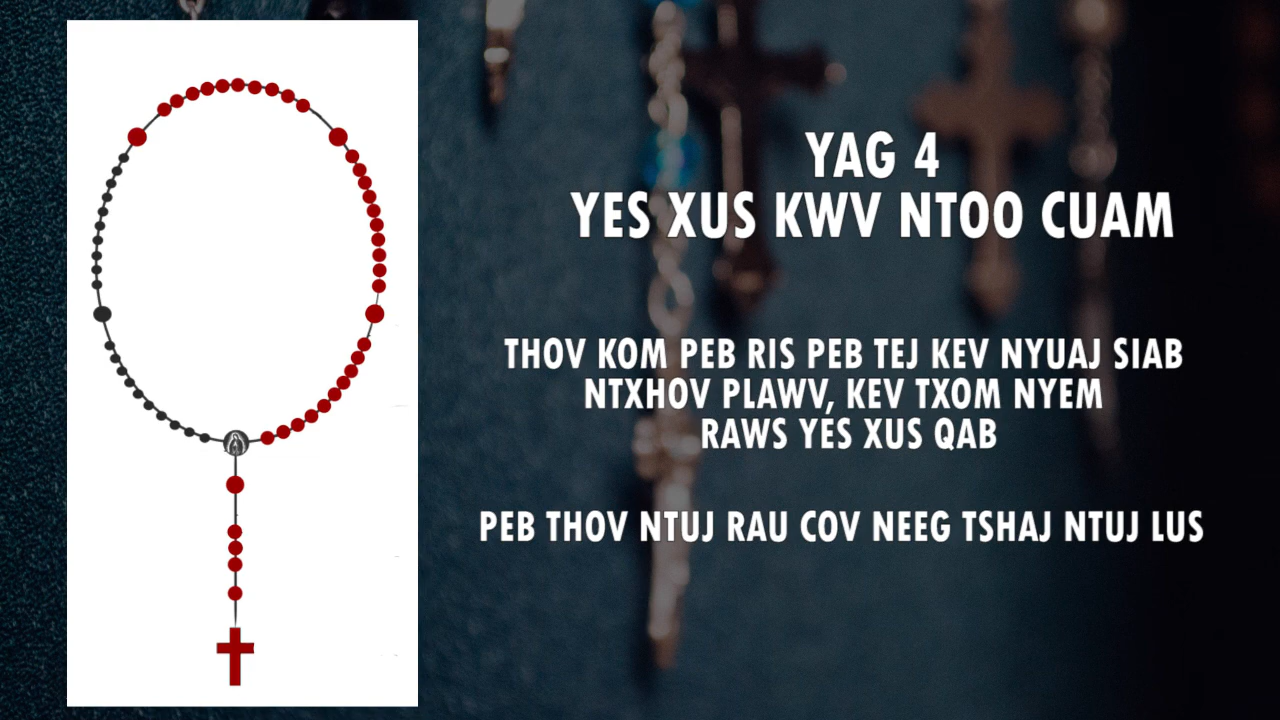 YAG 4
YES XUS KWV NTOO CUAM
THOV KOM PEB RIS PEB TEJ KEV NYUAJ SIAB
NTXHOV PLAWV, KEV TXOM NYEM
RAWS YES XUS QAB
PEB THOV NTUJ RAU COV NEEG TSHAJ NTUJ LUS